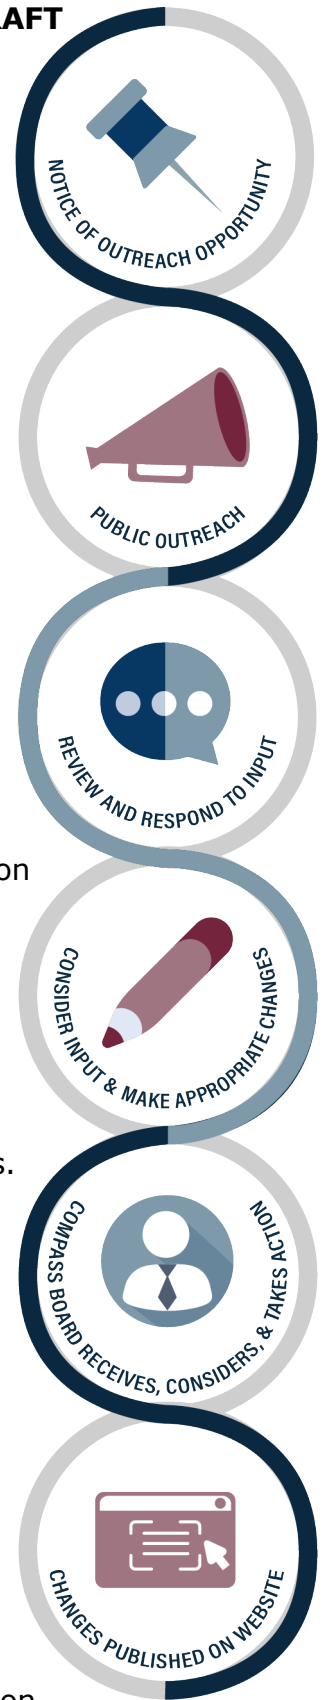 AFT
NOTICE OF OUTREACH OPPORTUNITY
PUBLIC OUTREACH
REVIEW AND RESPOND TO INPUT
on
CONSIDER INPUT & MAKE APPROPRIATE CHANGES
s.
COMPASS BOARD RECEIVES, CONSIDERS, & TAKES ACTION
CHANGES PUBLISHED ON WEBSITE